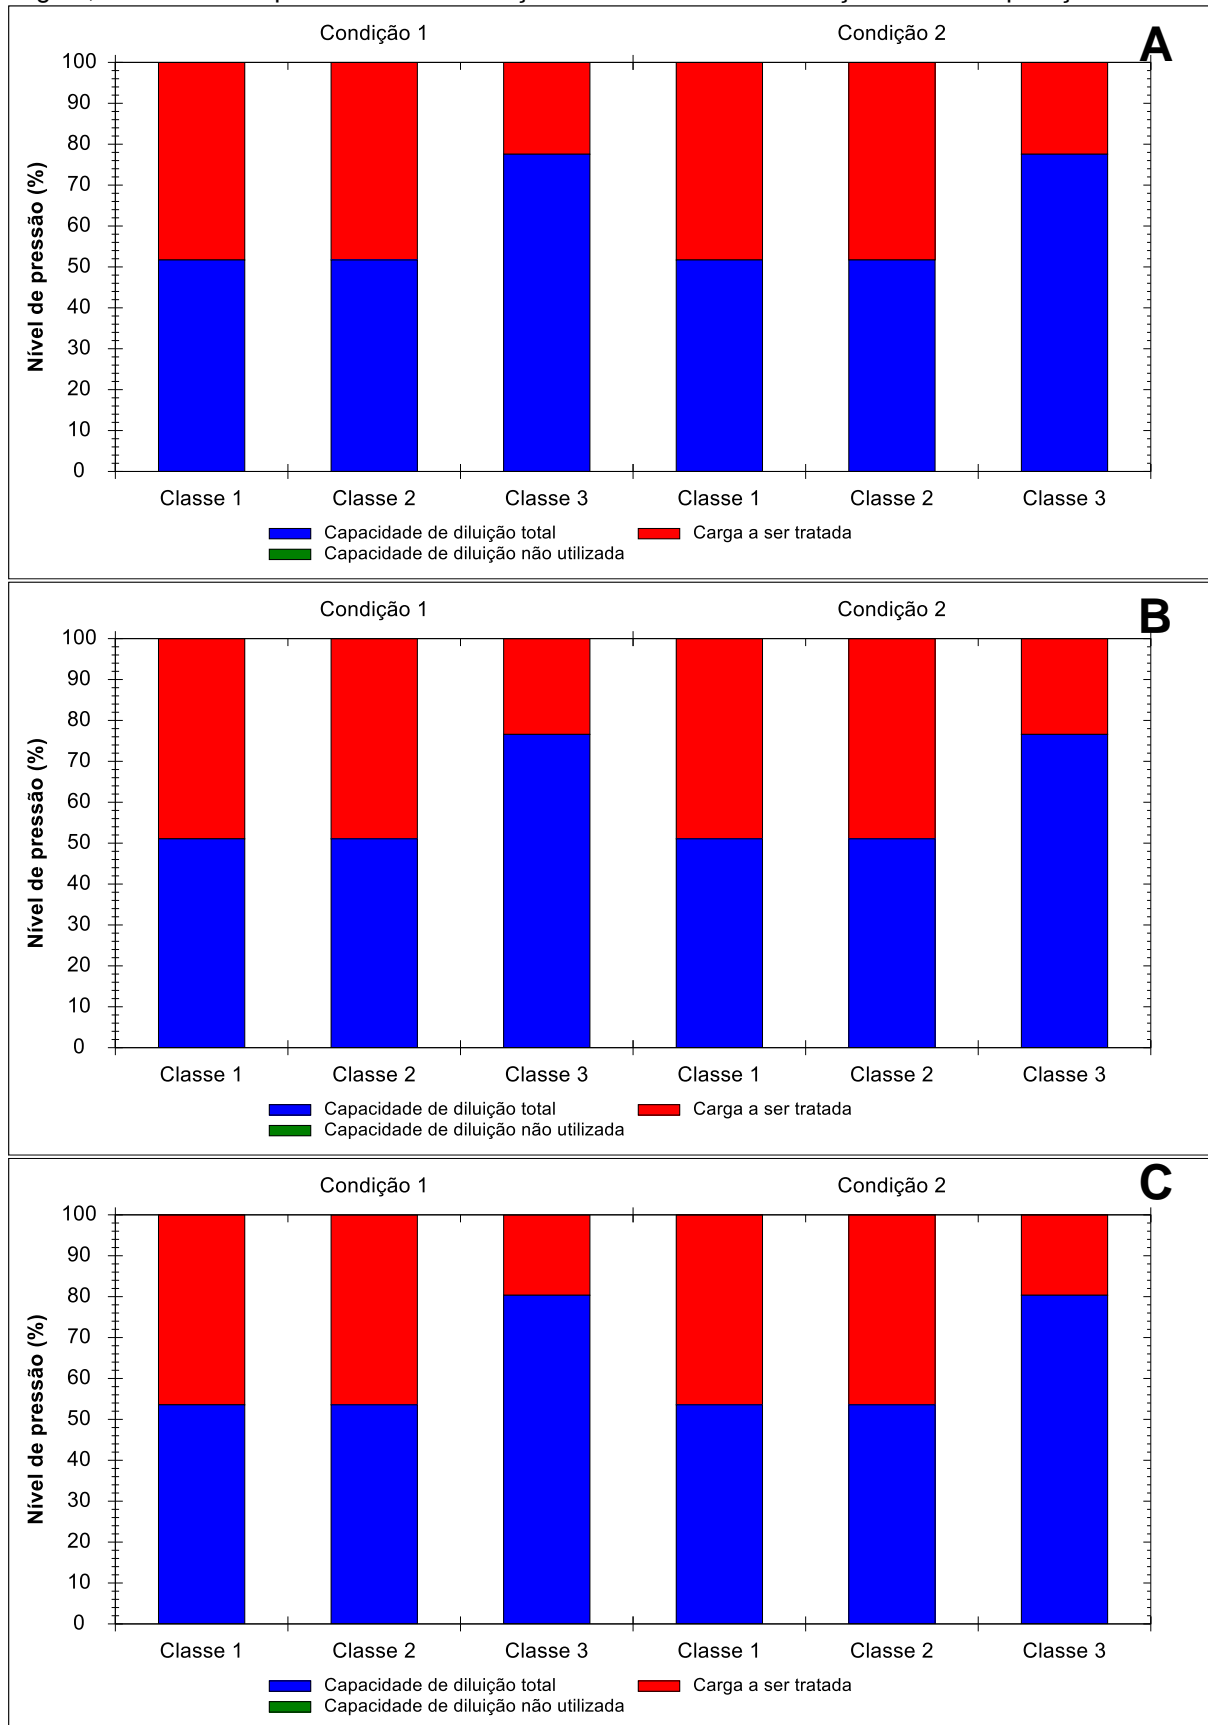 Condição 1 Condição 2 A
100
90
80
70
60
50
40
30
20
10
0
Nível de pressão (%)
Classe 1 Classe 2 Classe 3 Classe 1 Classe 2 Classe 3
Capacidade de diluição total Carga a ser tratada
Capacidade de diluição não utilizada
Condição 1 Condição 2 B
100
90
80
70
60
50
40
30
20
10
0
Nível de pressão (%)
Classe 1 Classe 2 Classe 3 Classe 1 Classe 2 Classe 3
Capacidade de diluição total Carga a ser tratada
Capacidade de diluição não utilizada
Condição 1 Condição 2 C
100
90
80
70
60
50
40
30
20
10
0
Nível de pressão (%)
Classe 1 Classe 2 Classe 3 Classe 1 Classe 2 Classe 3
Capacidade de diluição total Carga a ser tratada
Capacidade de diluição não utilizada